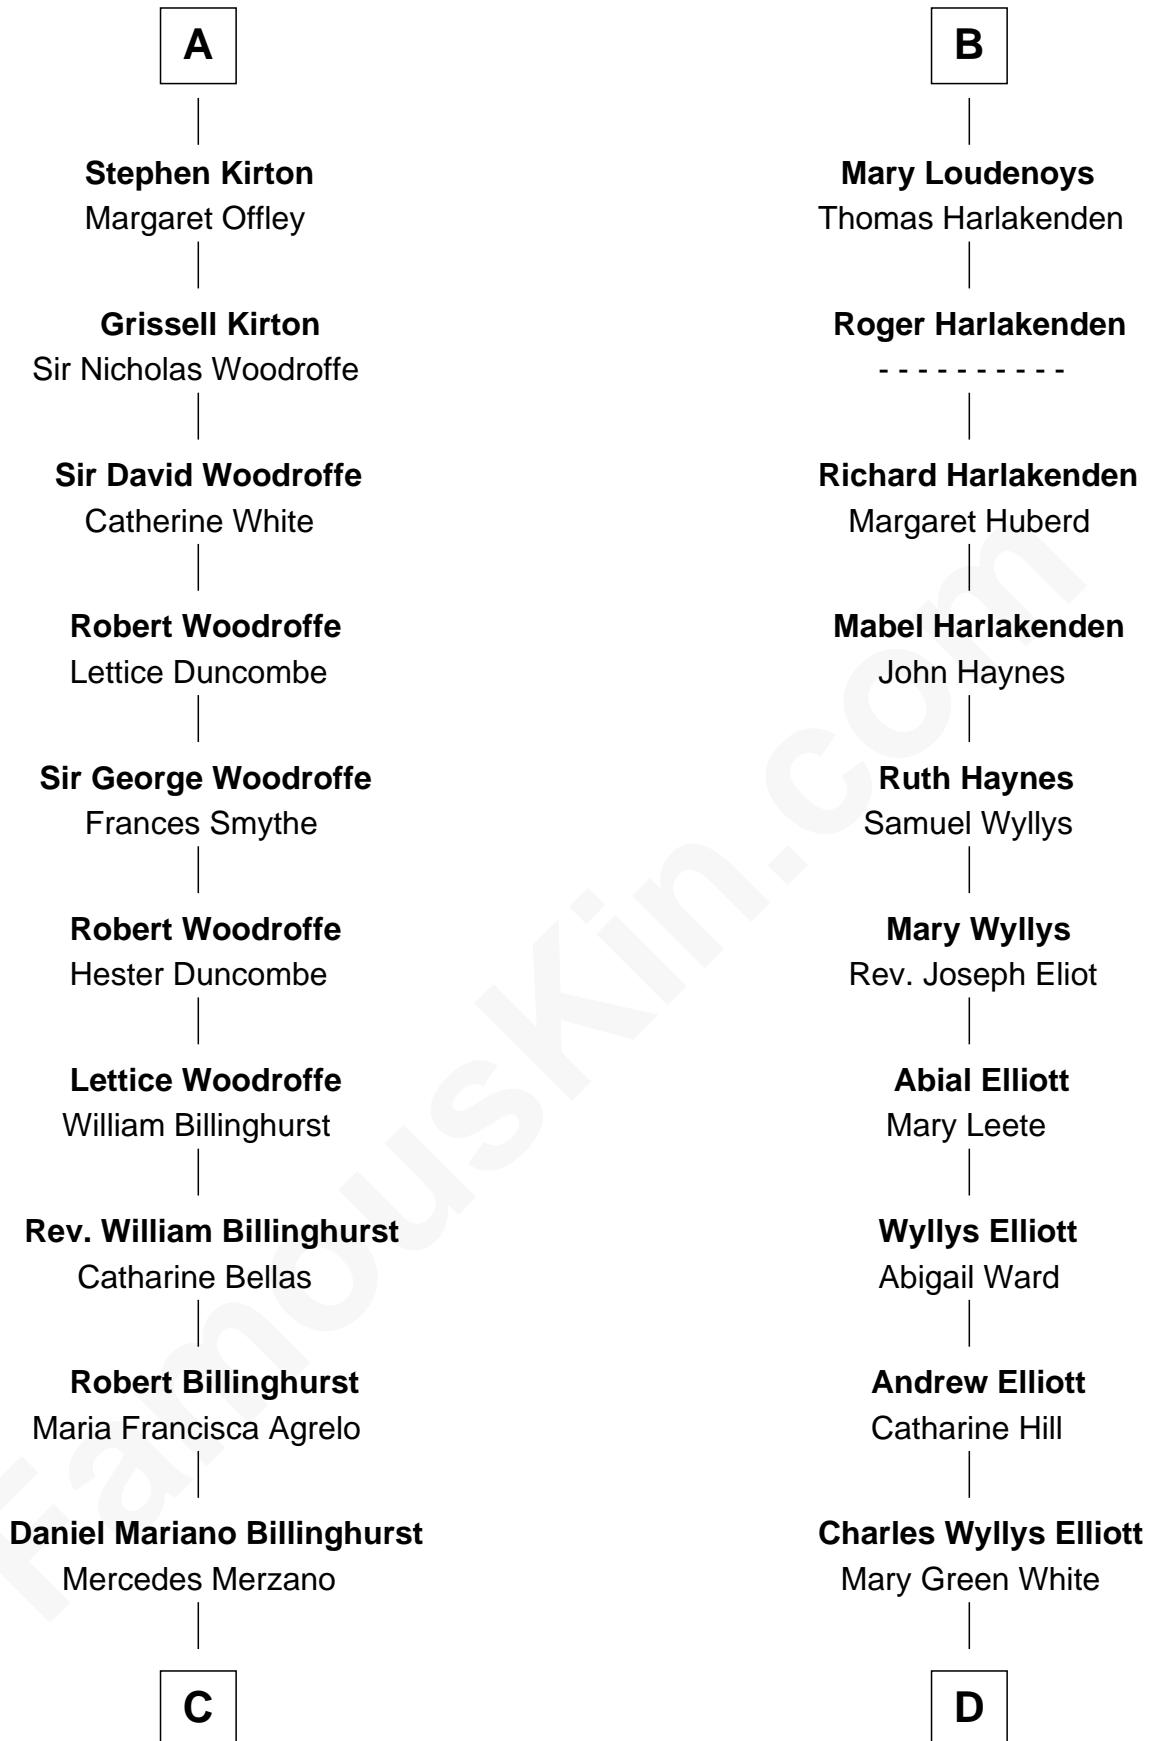 A
Stephen Kirton
Margaret Offley
Grissell Kirton
Sir Nicholas Woodroffe
Sir David Woodroffe
Catherine White
Robert Woodroffe
Lettice Duncombe
Sir George Woodroffe
Frances Smythe
Robert Woodroffe
Hester Duncombe
Lettice Woodroffe
William Billinghurst
Rev. William Billinghurst
Catharine Bellas
Robert Billinghurst
Maria Francisca Agrelo
Daniel Mariano Billinghurst
Mercedes Merzano
C
B
Mary Loudenoys
Thomas Harlakenden
Roger Harlakenden
- - - - - - - - - -
Richard Harlakenden
Margaret Huberd
Mabel Harlakenden
John Haynes
Ruth Haynes
Samuel Wyllys
Mary Wyllys
Rev. Joseph Eliot
Abial Elliott
Mary Leete
Wyllys Elliott
Abigail Ward
Andrew Elliott
Catharine Hill
Charles Wyllys Elliott
Mary Green White
D
FamousKin.com